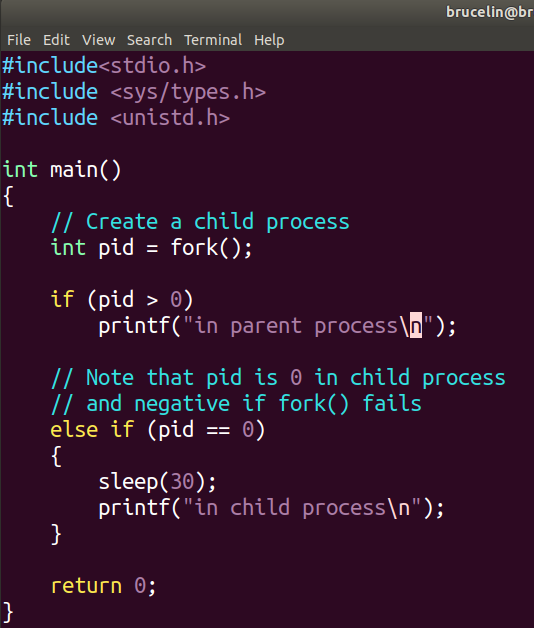 brucelin@br
File Edit View Search Terminal Help
#include<stdio.h>
#include <sys/types.h>
#include <unistd.h>

int main()
{
    // Create a child process
    int pid = fork();

    if (pid > 0)
        printf("in parent process\n");

    // Note that pid is 0 in child process
    // and negative if fork() fails
    else if (pid == 0)
    {
        sleep(30);
        printf("in child process\n");
    }

    return 0;
}